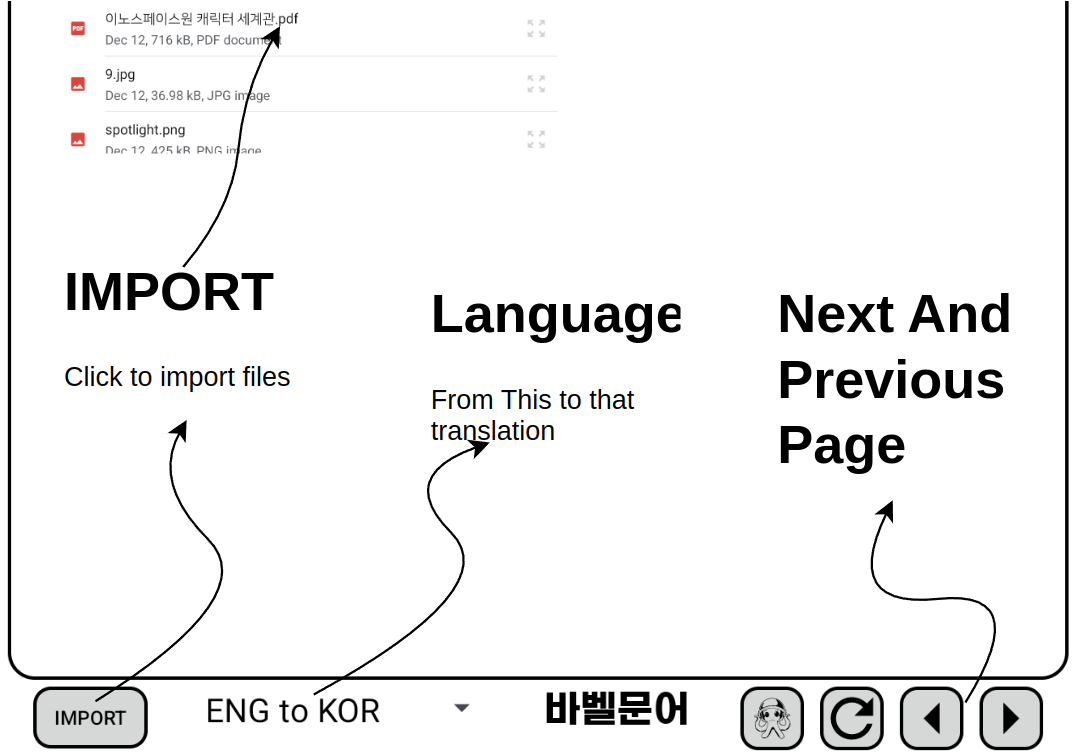 이노스페이스원 캐릭터 세계관.pdf
Dec 12, 716 kB, PDF document
9.jpg
Dec 12, 36.98 kB, JPG image
spotlight.png
Dec 12, 425 kB, PNG image
IMPORT
Click to import files
Language
From This to that
translation
Next And
Previous
Page
IMPORT
ENG to KOR
바벨문어